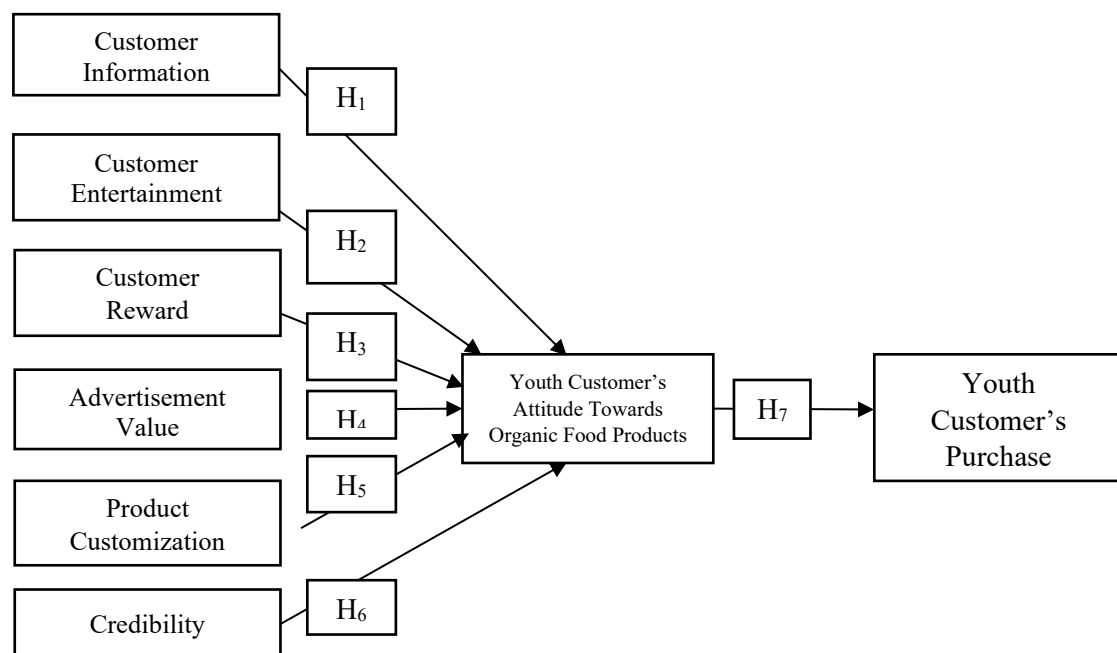 Customer
Information
H₁
Customer
Entertainment
H₂
Customer
Reward
H₃
Advertisement
Value
H₄
Product
Customization
H₅
Credibility
H₆
Youth Customer's
Attitude Towards
Organic Food Products
H₇
Youth
Customer's
Purchase